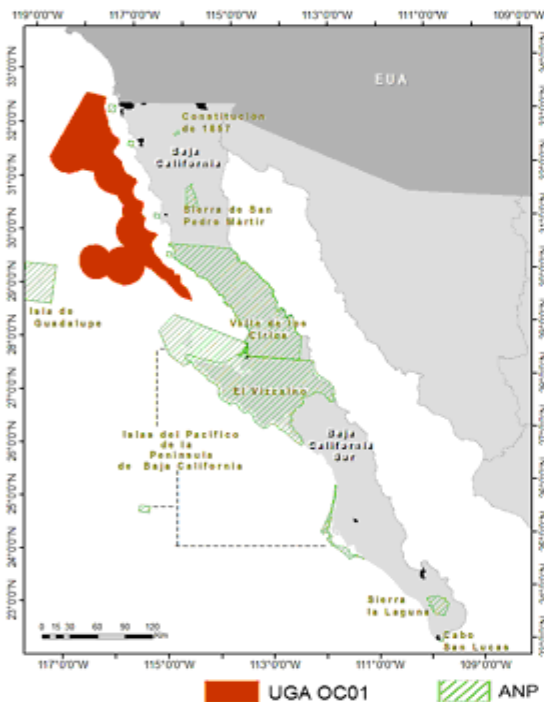 119°0'0"W 117°0'0"W 115°0'0"W 113°0'0"W 111°0'0"W 109°0'0"W
33°0'0"N
32°0'0"N
31°0'0"N
30°0'0"N
29°0'0"N
28°0'0"N
27°0'0"N
26°0'0"N
25°0'0"N
24°0'0"N
23°0'0"N
EUA
Constitución
de 1857
Baja
California
Sierra de San
Pedro Mártir
Isla de
Guadalupe
Valle de los
Cirios
El Vizcaíno
Islas del Pacífico
de la
Península
de Baja California
Baja
California
Sur
Sierra
la Laguna
Cabo
San Lucas
0 15 30 60 90 120
Km
117°0'0"W 115°0'0"W 113°0'0"W 111°0'0"W 109°0'0"W
UGA OC01 ANP